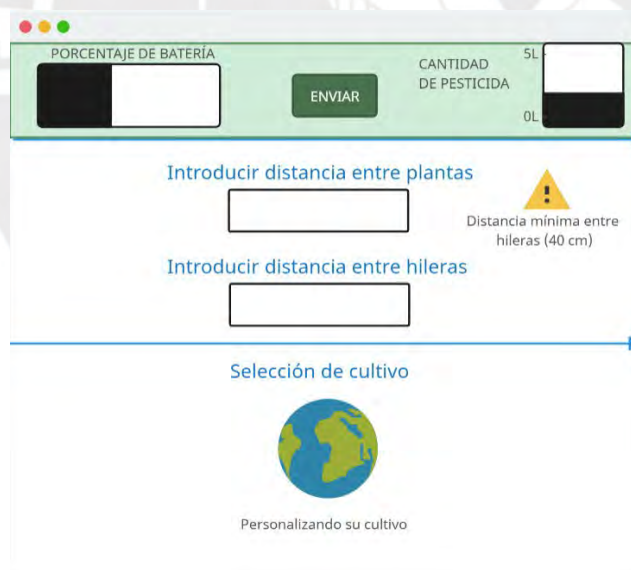 PORCENTAJE DE BATERÍA
ENVIAR
CANTIDAD
DE PESTICIDA
5L
0L
Introducir distancia entre plantas
Distancia mínima entre
hileras (40 cm)
Introducir distancia entre hileras
Selección de cultivo
Personalizando su cultivo